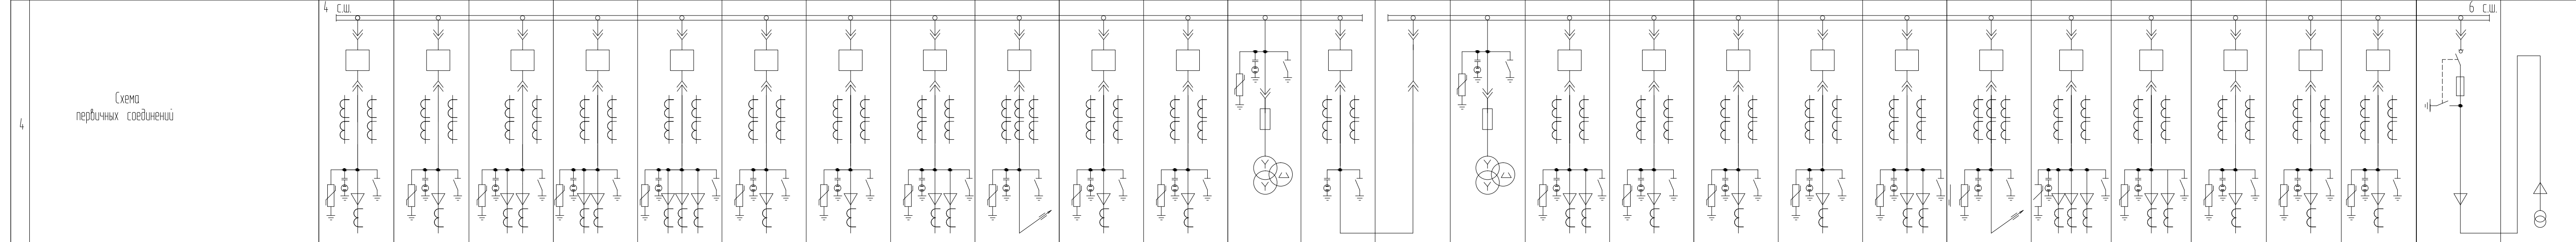 4 с.ш.
6 с.ш.
4
Схема
первичных соединений